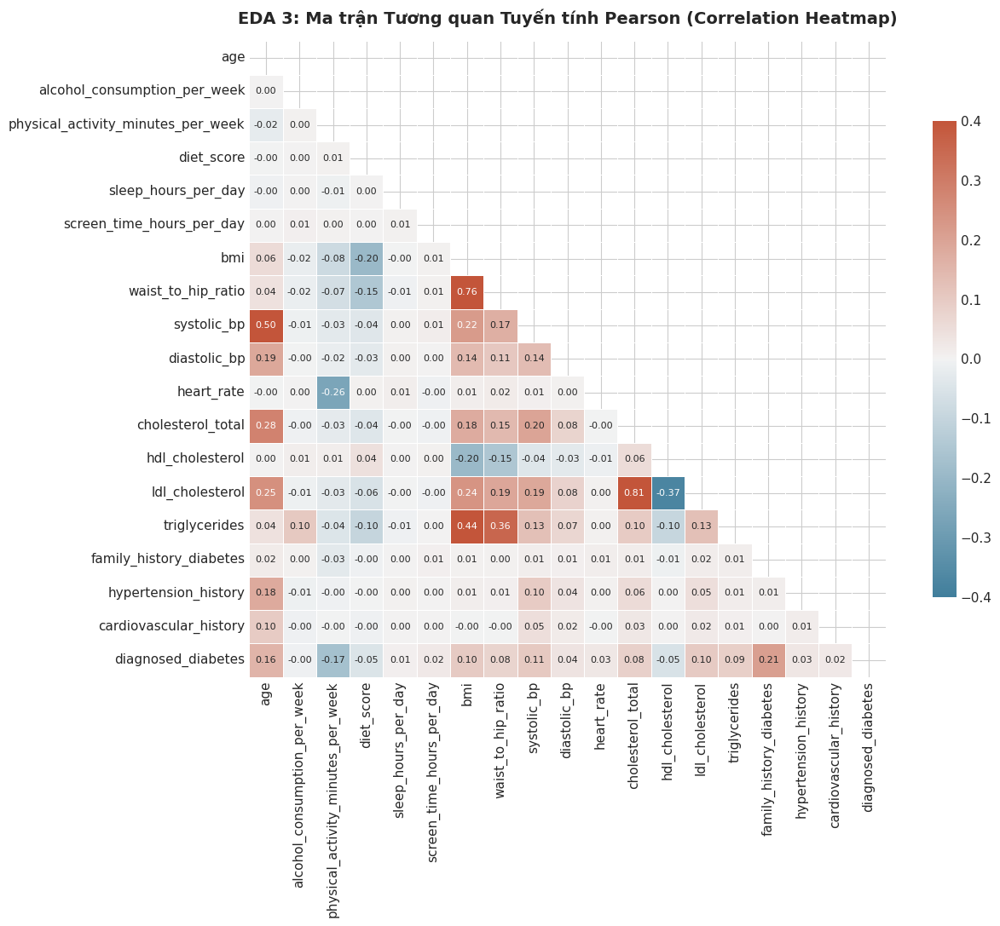 EDA 3: Ma trận Tương quan Tuyến tính Pearson (Correlation Heatmap)
age
alcohol_consumption_per_week 0.00
physical_activity_minutes_per_week -0.02 0.00
diet_score -0.00 0.00 0.01
sleep_hours_per_day -0.00 0.00 -0.01 0.00
screen_time_hours_per_day 0.00 0.01 0.00 0.00 0.01
bmi 0.06 -0.02 -0.08 -0.20 -0.00 0.01
waist_to_hip_ratio 0.04 -0.02 -0.07 -0.15 -0.01 0.01 0.76
systolic_bp 0.50 -0.01 -0.03 -0.04 0.00 0.01 0.22 0.17
diastolic_bp 0.19 -0.00 -0.02 -0.03 0.00 0.00 0.14 0.11 0.14
heart_rate -0.00 0.00 -0.26 0.00 0.01 -0.00 0.01 0.02 0.01 0.00
cholesterol_total 0.28 -0.00 -0.03 -0.04 -0.00 -0.00 0.18 0.15 0.20 0.08 -0.00
hdl_cholesterol 0.00 0.01 0.01 0.04 0.00 0.00 -0.20 -0.15 -0.04 -0.03 -0.01 0.06
ldl_cholesterol 0.25 -0.01 -0.03 -0.06 -0.00 -0.00 0.24 0.19 0.19 0.08 0.00 0.81 -0.37
triglycerides 0.04 0.10 -0.04 -0.10 -0.01 0.00 0.44 0.36 0.13 0.07 0.00 0.10 -0.10 0.13
family_history_diabetes 0.02 0.00 -0.03 -0.00 0.00 0.01 0.01 0.00 0.01 0.01 0.01 0.01 -0.01 0.02 0.01
hypertension_history 0.18 -0.01 -0.00 -0.00 0.00 0.00 0.01 0.01 0.10 0.04 0.00 0.06 0.00 0.05 0.01 0.01
cardiovascular_history 0.10 -0.00 -0.00 0.00 0.00 0.00 -0.00 -0.00 0.05 0.02 -0.00 0.03 0.00 0.02 0.01 0.00 0.01
diagnosed_diabetes 0.16 -0.00 -0.17 -0.05 0.01 0.02 0.10 0.08 0.11 0.04 0.03 0.08 -0.05 0.10 0.09 0.21 0.03 0.02
age
alcohol_consumption_per_week
physical_activity_minutes_per_week
diet_score
sleep_hours_per_day
screen_time_hours_per_day
bmi
waist_to_hip_ratio
systolic_bp
diastolic_bp
heart_rate
cholesterol_total
hdl_cholesterol
ldl_cholesterol
triglycerides
family_history_diabetes
hypertension_history
cardiovascular_history
diagnosed_diabetes
0.4
0.3
0.2
0.1
0.0
−0.1
−0.2
−0.3
−0.4